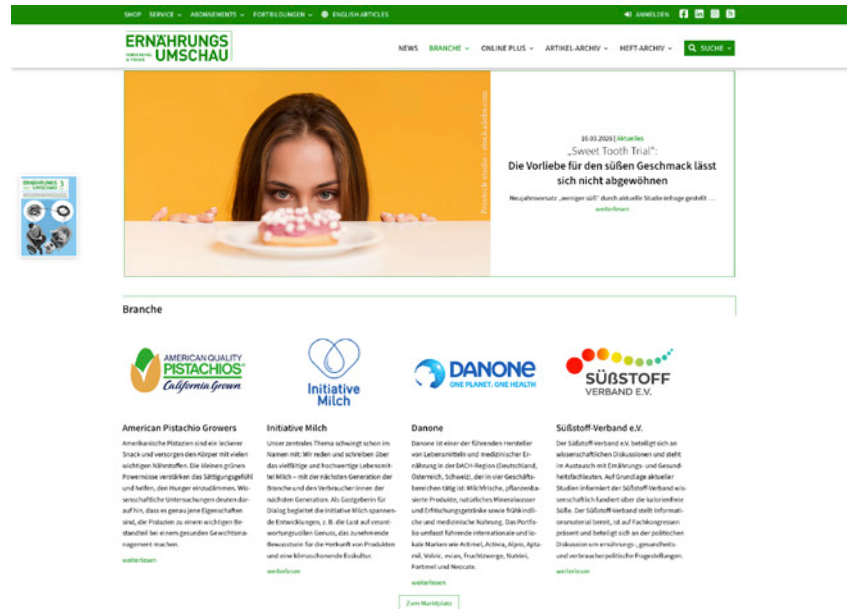 SHOP SERVICE ABONNEMENTS FORTBILDUNGEN ENGLISH ARTICLES
ANMELDEN
ERNÄHRUNGS
UMSCHAU
NEWS BRANCHE ONLINE PLUS ARTIKEL-ARCHIV HEFT-ARCHIV SUCHE
Prostock-studio - stock.adobe.com
16.03.2026 | Aktuelles
„Sweet Tooth Trial“:
Die Vorliebe für den süßen Geschmack lässt
sich nicht abgewöhnen
Neujahrsvorsatz „weniger süß“ durch aktuelle Studie infrage gestellt ...
weiterlesen
ERNÄHRUNGS
UMSCHAU 3
Branche
AMERICAN QUALITY
PISTACHIOS
California Grown
Initiative
Milch
DANONE
ONE PLANET. ONE HEALTH
SÜßSTOFF
VERBAND E.V.
American Pistachio Growers
Amerikanische Pistazien sind ein leckerer
Snack und versorgen den Körper mit vielen
wichtigen Nährstoffen. Die kleinen grünen
Powernüsse verstärken das Sättigungsgefühl
und helfen, den Hunger einzudämmen. Wis-
senschaftliche Untersuchungen deuten dar-
auf hin, dass es genau jene Eigenschaften
sind, die Pistazien zu einem wichtigen Be-
standteil bei einem gesunden Gewichtsma-
nagement machen.
weiterlesen
Initiative Milch
Unser zentrales Thema schwingt schon im
Namen mit: Wir reden und schreiben über
das vielfältige und hochwertige Lebensmit-
tel Milch – mit der nächsten Generation der
Branche und den Verbraucher:innen der
nächsten Generation. Als Gastgeberin für
Dialog begleitet die Initiative Milch spannen-
de Entwicklungen, z. B. die Lust auf verant-
wortungsvollen Genuss, das zunehmende
Bewusstsein für die Herkunft von Produkten
und eine klimaschonende Esskultur.
weiterlesen
Danone
Danone ist einer der führenden Hersteller
von Lebensmitteln und medizinischer Er-
nährung in der DACH-Region (Deutschland,
Österreich, Schweiz), der in vier Geschäfts-
bereichen tätig ist: Milchfrische, pflanzenba-
sierte Produkte, natürliches Mineralwasser
und Erfrischungsgetränke sowie frühkindli-
che und medizinische Nahrung. Das Portfo-
lio umfasst führende internationale und lo-
kale Marken wie Actimel, Activia, Alpro, Apta-
mil, Volvic, evian, Fruchtzwerge, Nutrini,
Fortimel und Neocate.
weiterlesen
Süßstoff-Verband e.V.
Der Süßstoff-Verband e.V. beteiligt sich an
wissenschaftlichen Diskussionen und steht
im Austausch mit Ernährungs- und Gesund-
heitsfachleuten. Auf Grundlage aktueller
Studien informiert der Süßstoff-Verband wis-
senschaftlich fundiert über die kalorienfreie
Süße. Der Süßstoff-Verband stellt Informati-
onsmaterial bereit, ist auf Fachkongressen
präsent und beteiligt sich an der politischen
Diskussion um ernährungs-, gesundheits-
und verbraucherpolitische Fragestellungen.
weiterlesen
Zum Marktplatz